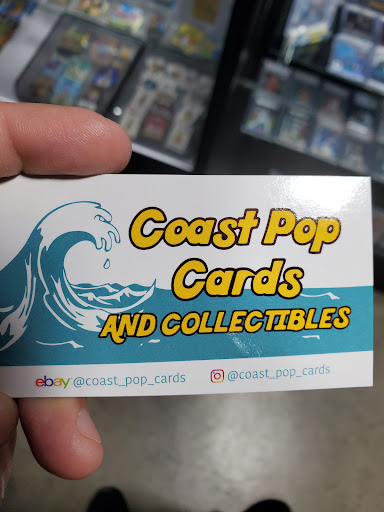 Coast Pop
Cards
AND COLLECTIBLES
ebay @coast_pop_cards @coast_pop_cards